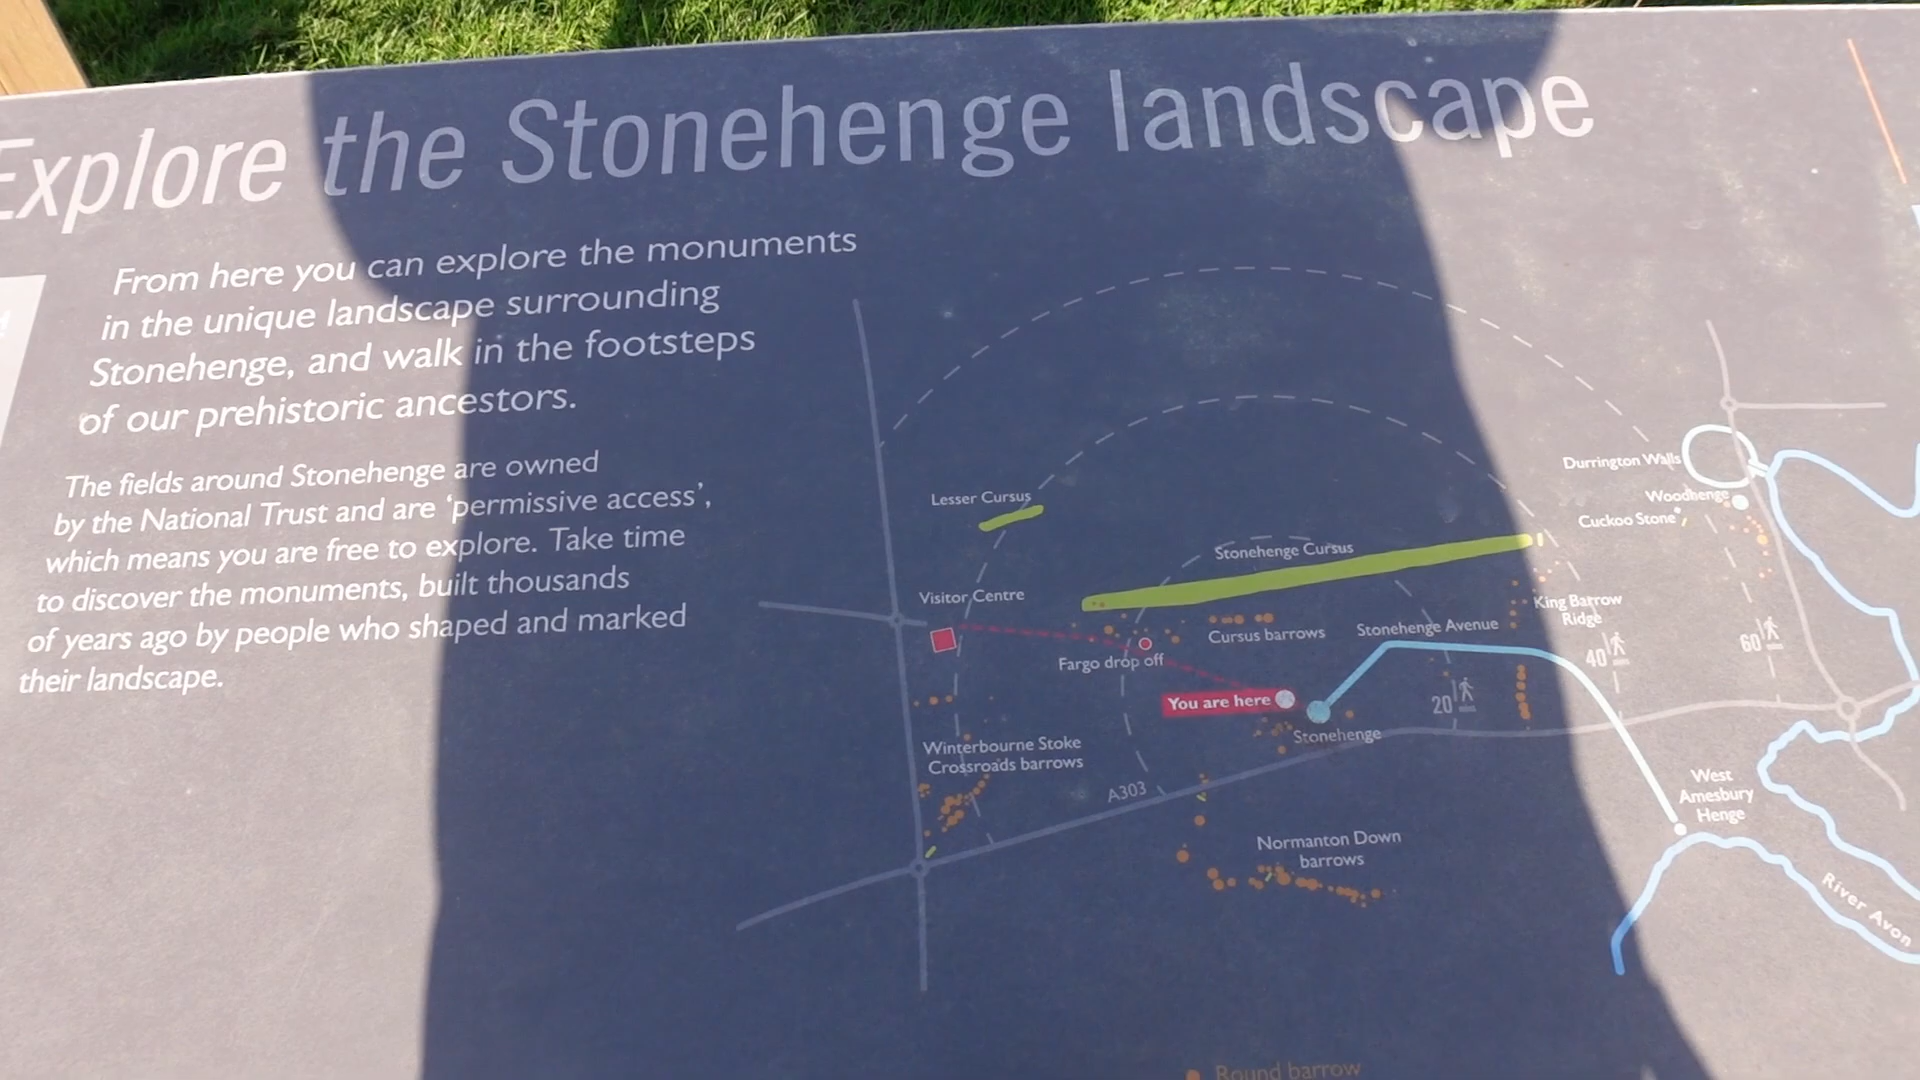 Explore the Stonehenge landscape
From here you can explore the monuments
in the unique landscape surrounding
Stonehenge, and walk in the footsteps
of our prehistoric ancestors.
The fields around Stonehenge are owned
by the National Trust and are ‘permissive access’,
which means you are free to explore. Take time
to discover the monuments, built thousands
of years ago by people who shaped and marked
their landscape.
Durrington Walls
Woodhenge
Cuckoo Stone
Lesser Cursus
Stonehenge Cursus
Visitor Centre
King Barrow
Ridge
Cursus barrows
Stonehenge Avenue
Fargo drop off
40
60
20
You are here
Stonehenge
Winterbourne Stoke
Crossroads barrows
A303
West
Amesbury
Henge
Normanton Down
barrows
River Avon
Round barrow